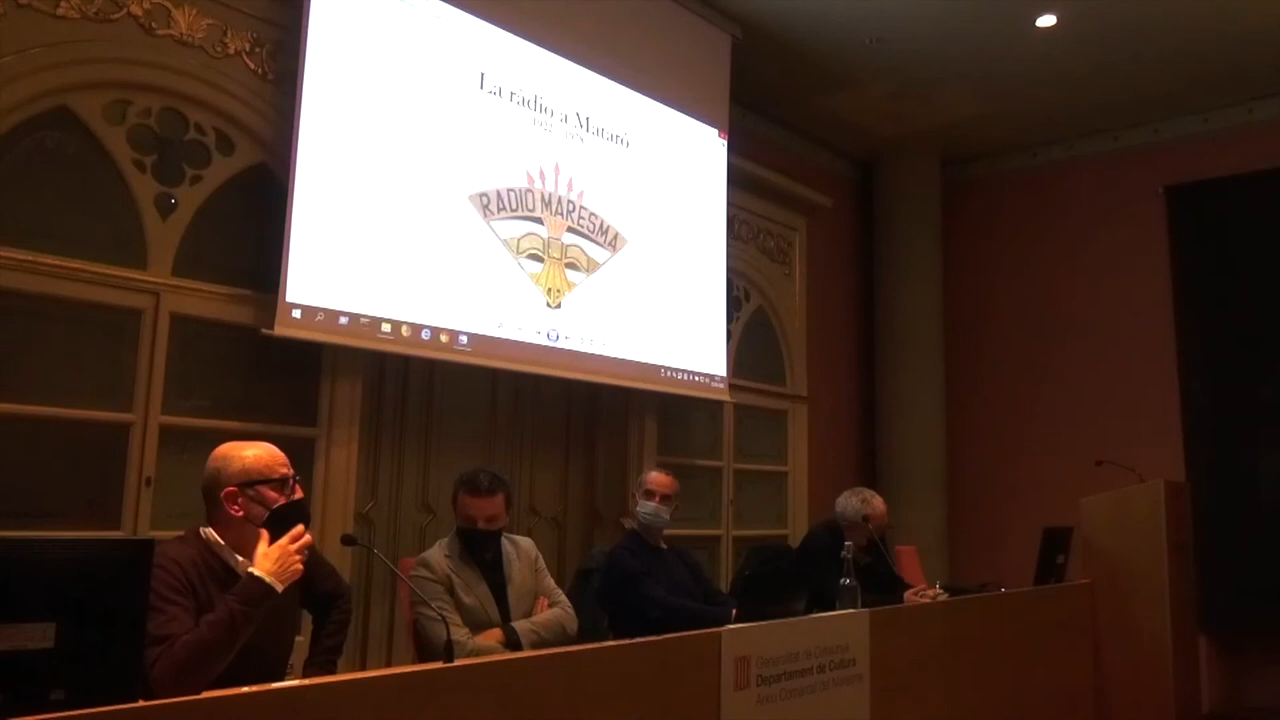 La ràdio a Mataró
RADIO MARESMA
Generalitat de Catalunya
Departament de Cultura
Arxiu Comarcal del Maresme